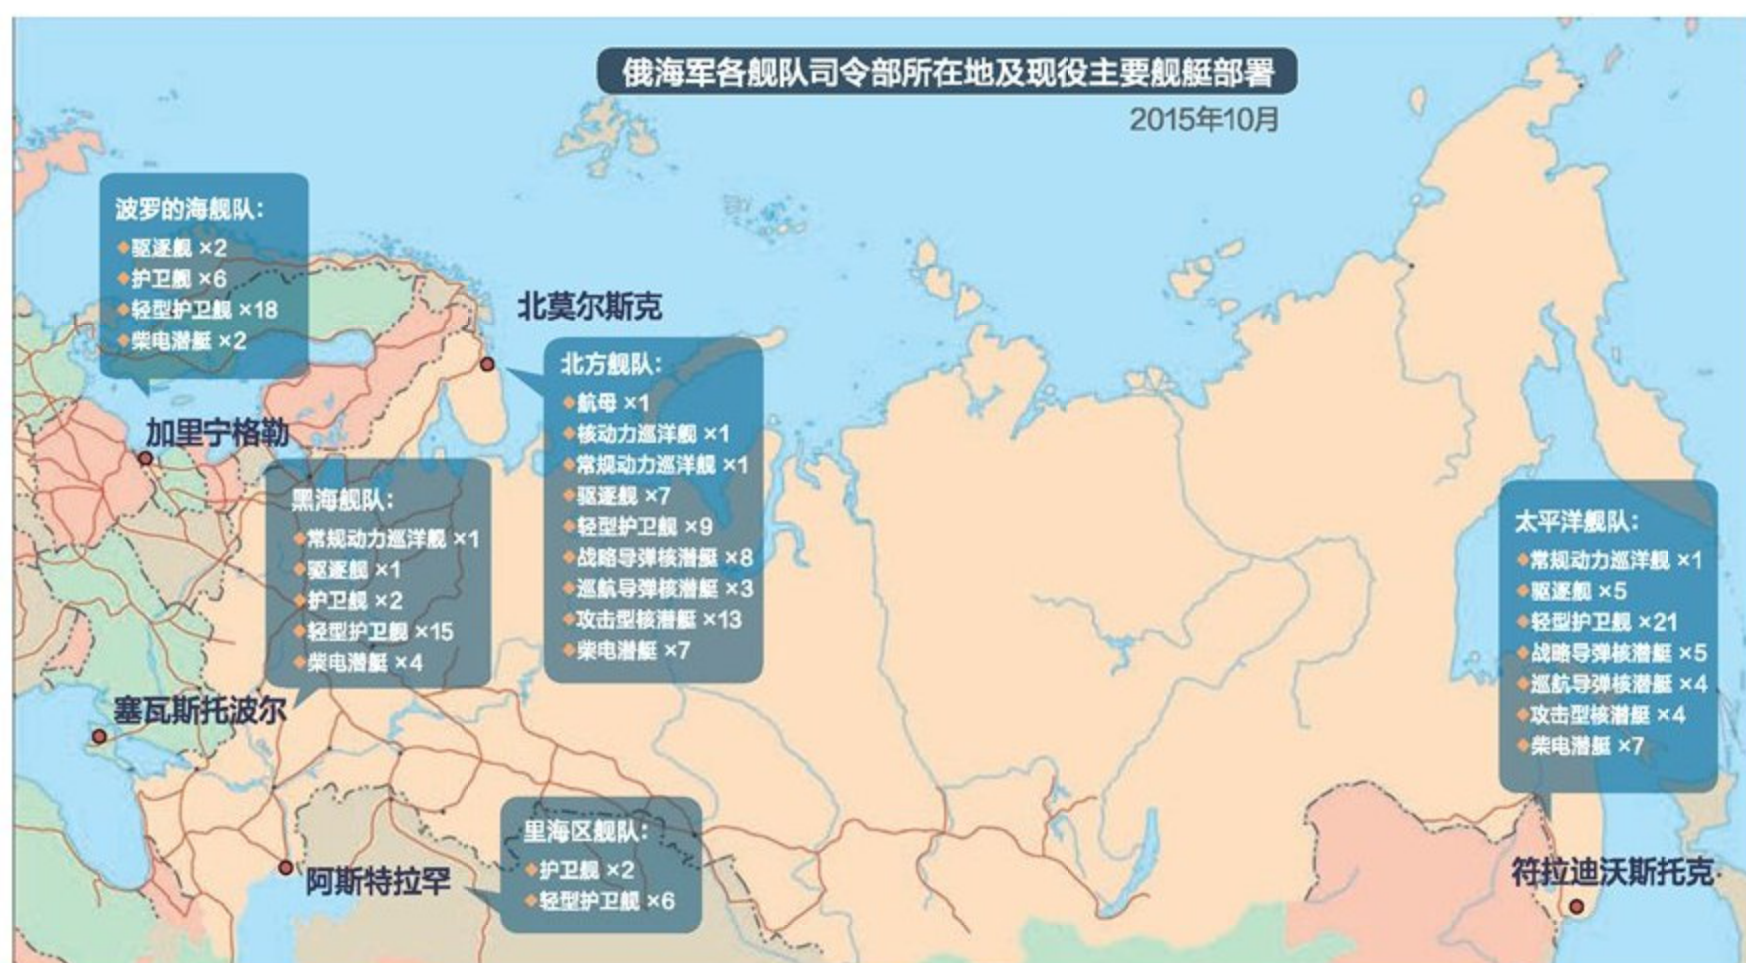 俄海军各舰队司令部所在地及现役主要舰艇部署
2015年10月
波罗的海舰队：
驱逐舰 ×2
护卫舰 ×6
轻型护卫舰 ×18
柴电潜艇 ×2
加里宁格勒
北莫尔斯克
北方舰队：
航母 ×1
核动力巡洋舰 ×1
常规动力巡洋舰 ×1
驱逐舰 ×7
轻型护卫舰 ×9
战略导弹核潜艇 ×8
巡航导弹核潜艇 ×3
攻击型核潜艇 ×13
柴电潜艇 ×7
黑海舰队：
常规动力巡洋舰 ×1
驱逐舰 ×1
护卫舰 ×2
轻型护卫舰 ×15
柴电潜艇 ×4
塞瓦斯托波尔
里海区舰队：
护卫舰 ×2
轻型护卫舰 ×6
阿斯特拉罕
太平洋舰队：
常规动力巡洋舰 ×1
驱逐舰 ×5
轻型护卫舰 ×21
战略导弹核潜艇 ×5
巡航导弹核潜艇 ×4
攻击型核潜艇 ×4
柴电潜艇 ×7
符拉迪沃斯托克